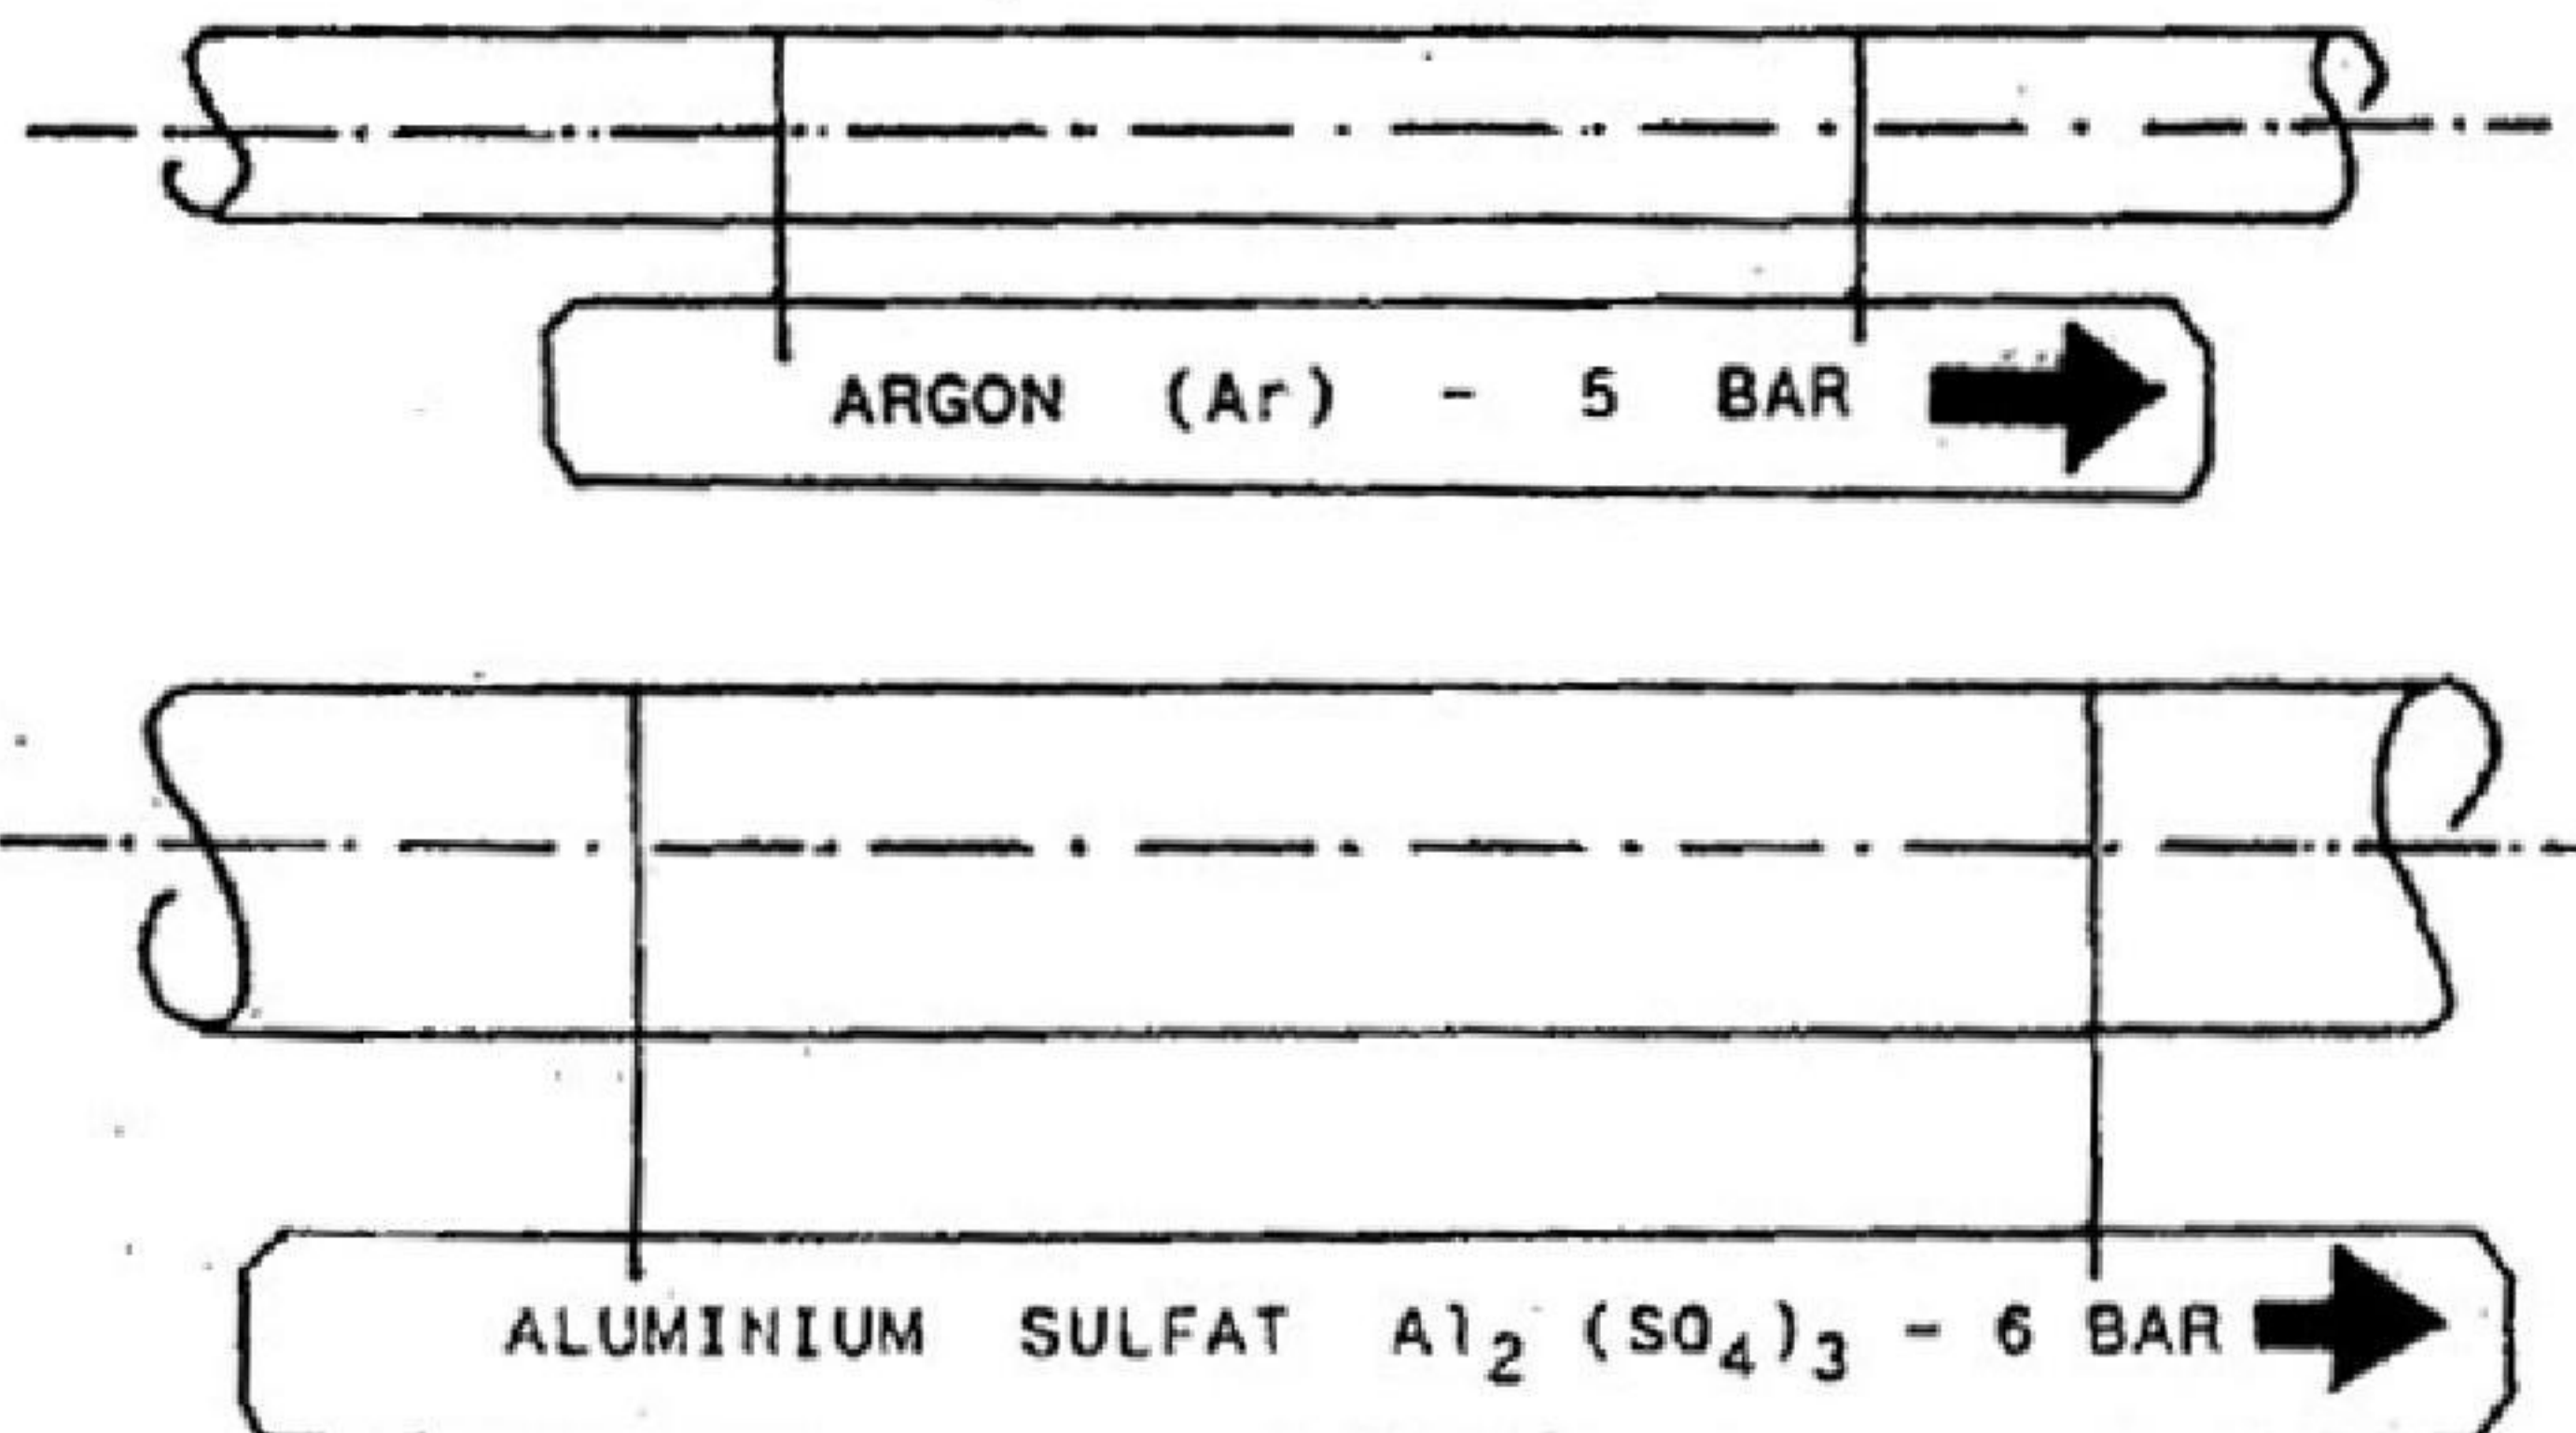 ARGON (Ar) - 5 BAR
ALUMINIUM SULFAT Al₂ (SO₄)₃ - 6 BAR